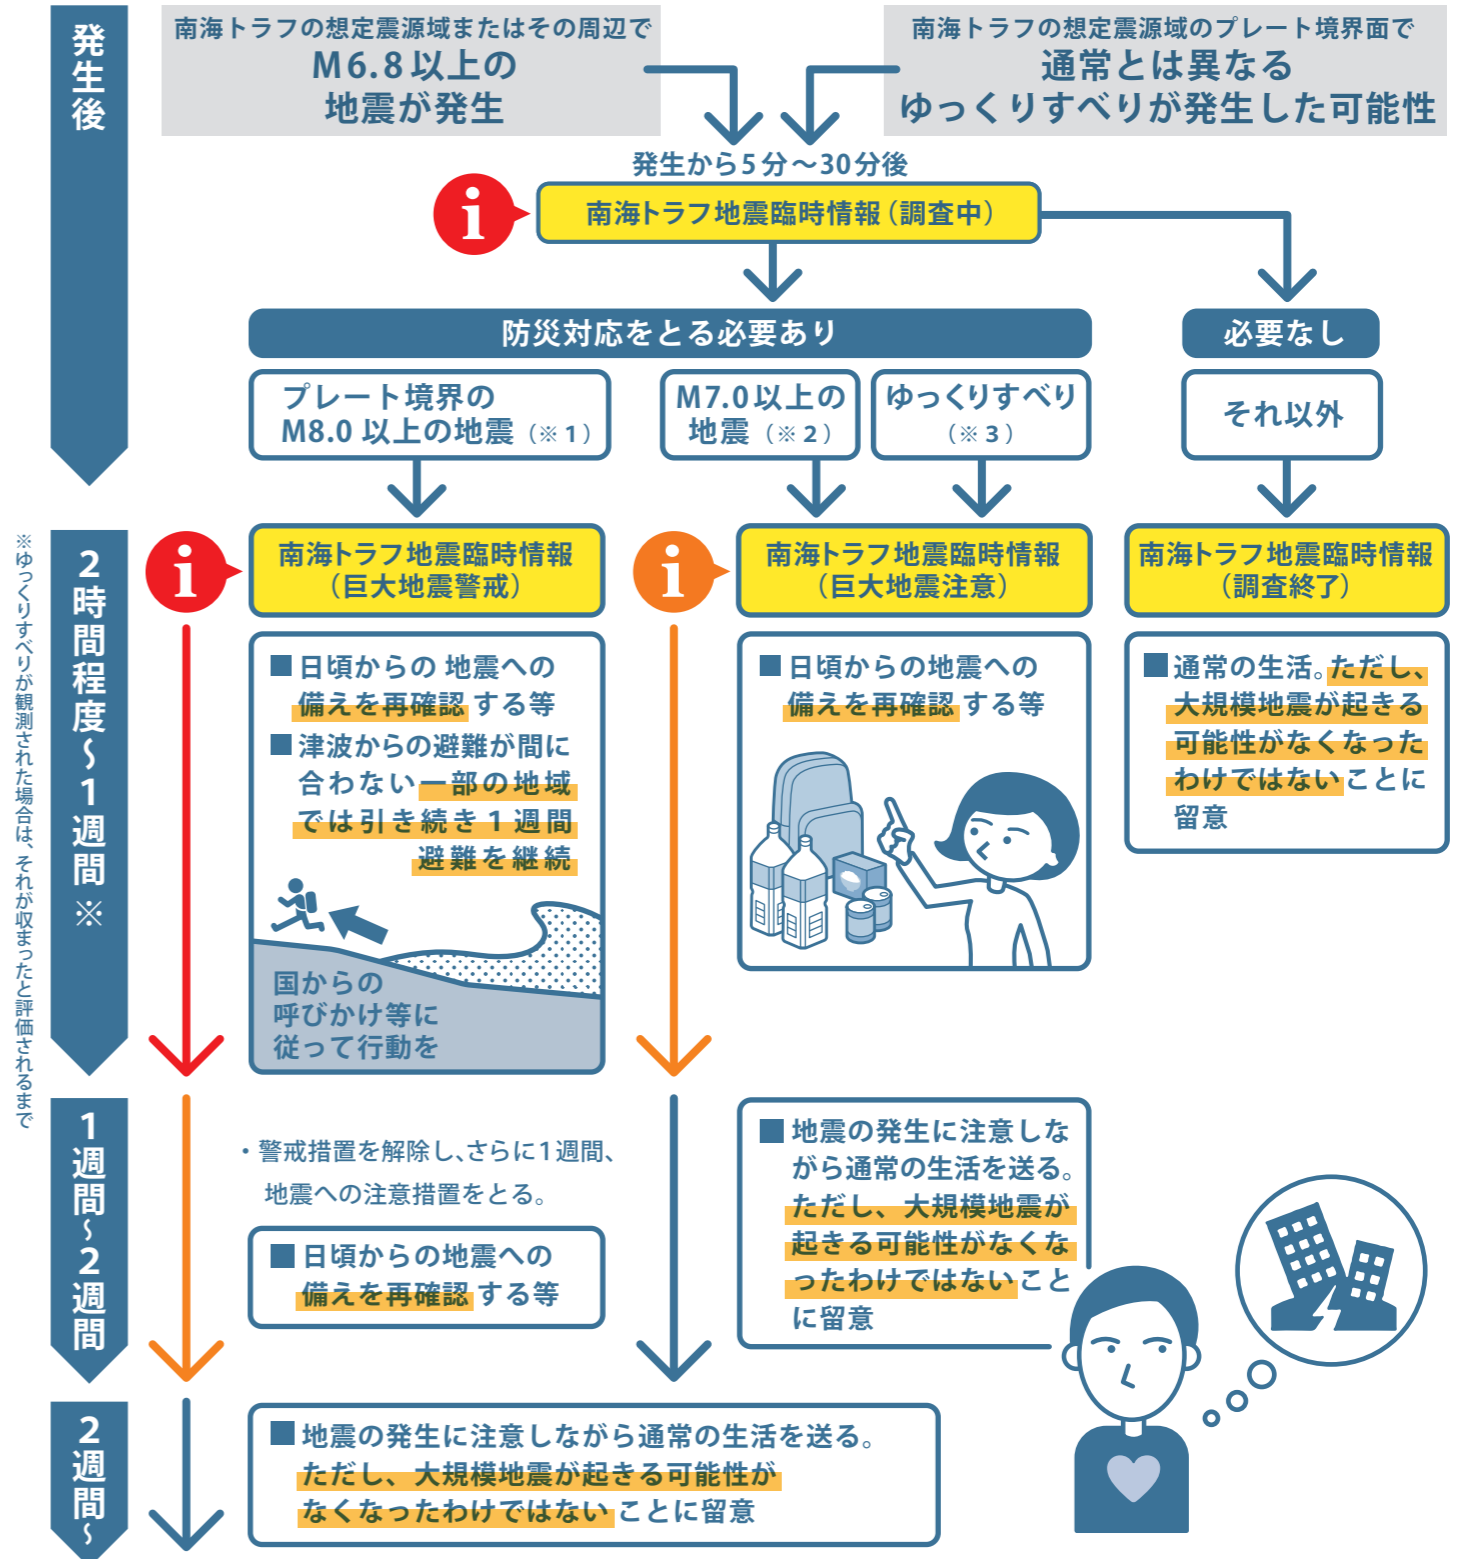 発生後
南海トラフの想定震源域またはその周辺で
M6.8以上の
地震が発生
南海トラフの想定震源域のプレート境界面で
通常とは異なる
ゆっくりすべりが発生した可能性
発生から5分～30分後
i
南海トラフ地震臨時情報（調査中）
防災対応をとる必要あり
必要なし
プレート境界の
M8.0 以上の地震（※1）
M7.0以上の
地震（※2）
ゆっくりすべり
（※3）
それ以外
2時間程度～1週間 ※
※ゆっくりすべりが観測された場合は、それが収まったと評価されるまで
i
南海トラフ地震臨時情報
（巨大地震警戒）
■日頃からの 地震への
備えを再確認 する等
■津波からの避難が間に
合わない一部の地域
では引き続き 1 週間
避難を継続
国からの
呼びかけ等に
従って行動を
i
南海トラフ地震臨時情報
（巨大地震注意）
■日頃からの地震への
備えを再確認 する等
南海トラフ地震臨時情報
（調査終了）
■通常の生活。ただし、
大規模地震が起きる
可能性がなくなった
わけではないことに
留意
1週間～2週間
・警戒措置を解除し、さらに1週間、
地震への注意措置をとる。
■日頃からの地震への
備えを再確認 する等
■地震の発生に注意しな
がら通常の生活を送る。
ただし、大規模地震が
起きる可能性がなくな
ったわけではないこと
に留意
2週間～
■地震の発生に注意しながら通常の生活を送る。
ただし、大規模地震が起きる可能性が
なくなったわけではない ことに留意